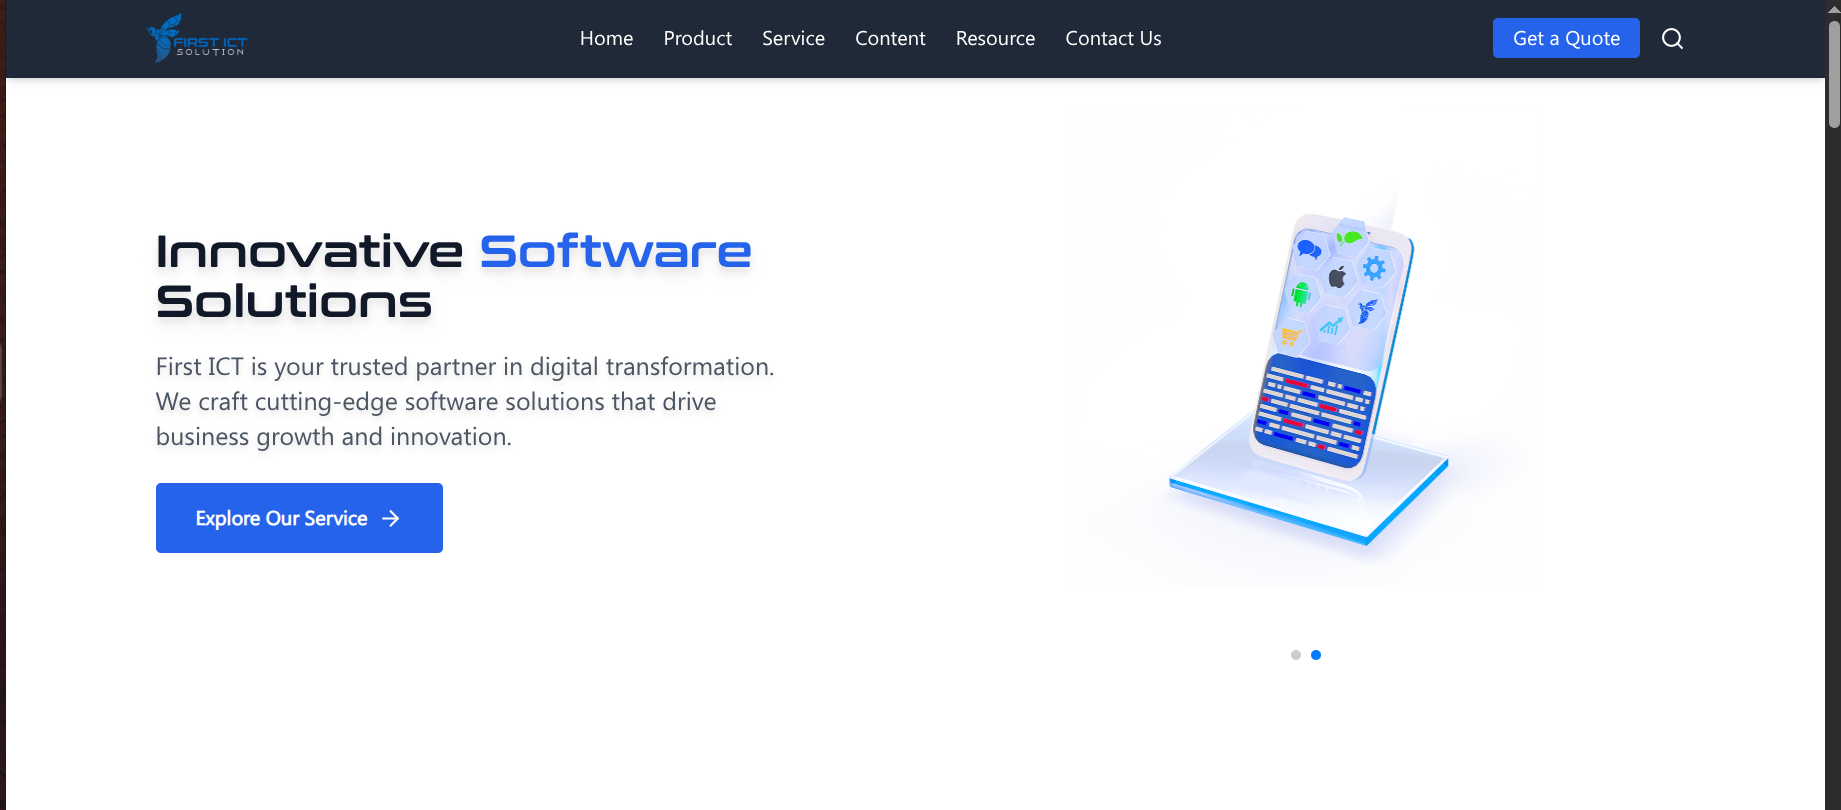 FIRST ICT
SOLUTION
Home Product Service Content Resource Contact Us
Get a Quote
Innovative Software
Solutions
First ICT is your trusted partner in digital transformation.
We craft cutting-edge software solutions that drive
business growth and innovation.
Explore Our Service